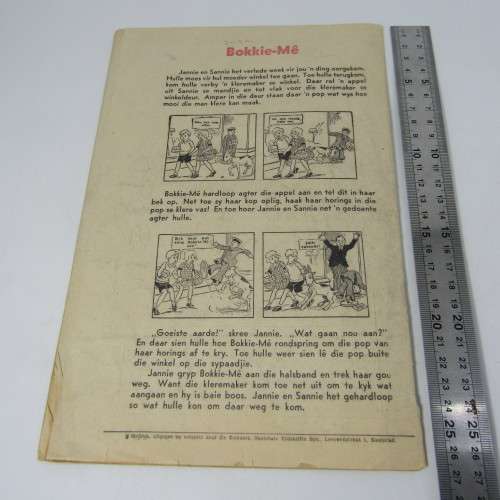 Bokkie-Mê
Jannie en Sannie het verlede week vir jou 'n ding oorgekom.
Hulle moes vir hul moeder winkel toe gaan. Toe hulle terugkom,
kom hulle verby 'n kleremaker se winkel. Daar rol 'n appel
uit Sannie se mandjie en tot vlak voor die kleremaker se
winkeldeur. Amper in die deur staan daar 'n pop wat wys hoe
mooi die man klere kan maak.
Bokkie-Mê hardloop agter die appel aan en tel dit in haar
bek op. Net toe sy haar kop oplig, haak haar horings in die
pop se klere vas! En toe hoor Jannie en Sannie net 'n gedoente
agter hulle.
„Goeiste aarde!" skree Jannie. „Wat gaan nou aan?"
En daar sien hulle hoe Bokkie-Mê rondspring om die pop van
haar horings af te kry. Toe hulle weer sien lê die pop buite
die winkel op die sypaadjie.
Jannie gryp Bokkie-Mê aan die halsband en trek haar gou
weg. Want die kleremaker kom toe net uit om te kyk wat
aangaan en hy is baie boos. Jannie en Sannie het gehardloop
so wat hulle kon om daar weg te kom.